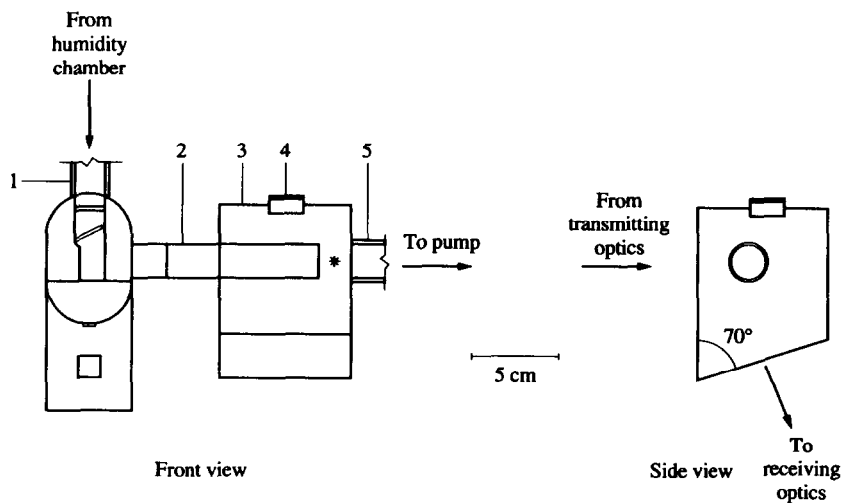 From
humidity
chamber
1
2
3
4
5
To pump
From
transmitting
optics
70°
5 cm
To
receiving
optics
Front view
Side view